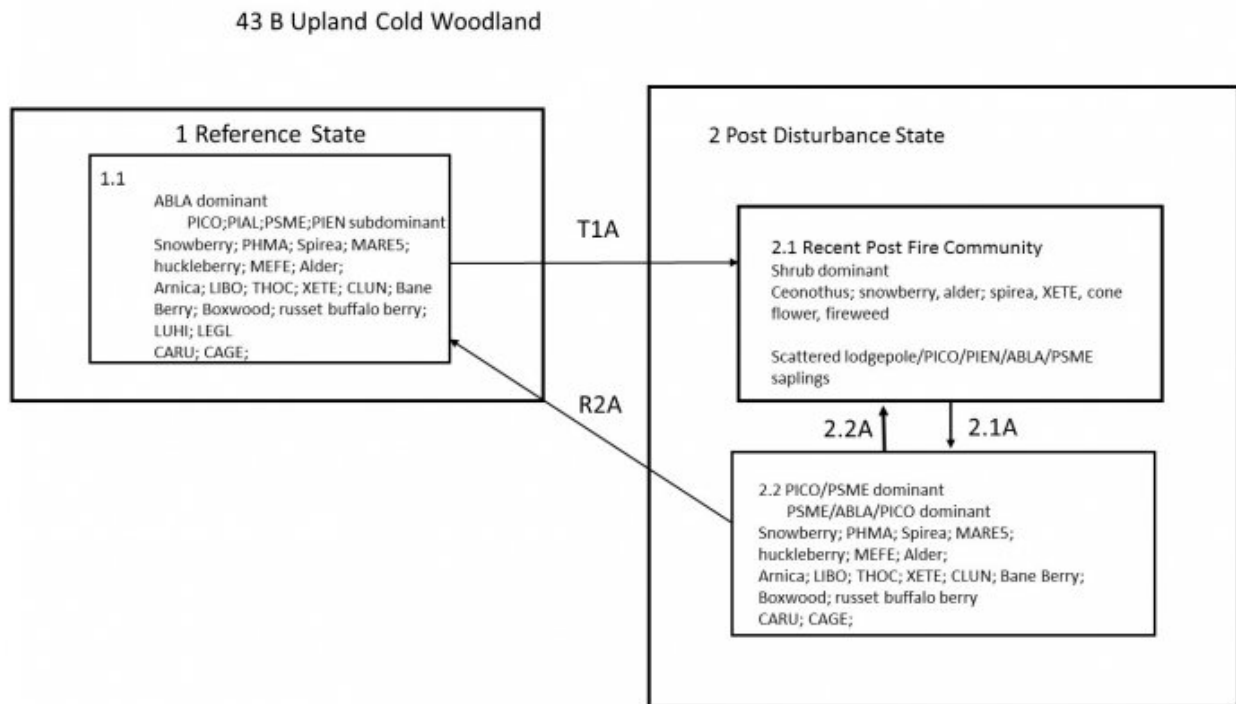 43 B Upland Cold Woodland
1 Reference State
1.1
ABLA dominant
PICO;PIAL;PSME;PIEN subdominant
Snowberry; PHMA; Spirea; MARE5;
huckleberry; MEFE; Alder;
Arnica; LIBO; THOC; XETE; CLUN; Bane
Berry; Boxwood; russet buffalo berry;
LUHI; LEGL
CARU; CAGE;
T1A
R2A
2 Post Disturbance State
2.1 Recent Post Fire Community
Shrub dominant
Ceonothus; snowberry, alder; spirea, XETE, cone
flower, fireweed
Scattered lodgepole/PICO/PIEN/ABLA/PSME
saplings
2.2A
2.1A
2.2 PICO/PSME dominant
PSME/ABLA/PICO dominant
Snowberry; PHMA; Spirea; MARE5;
huckleberry; MEFE; Alder;
Arnica; LIBO; THOC; XETE; CLUN; Bane Berry;
Boxwood; russet buffalo berry
CARU; CAGE;